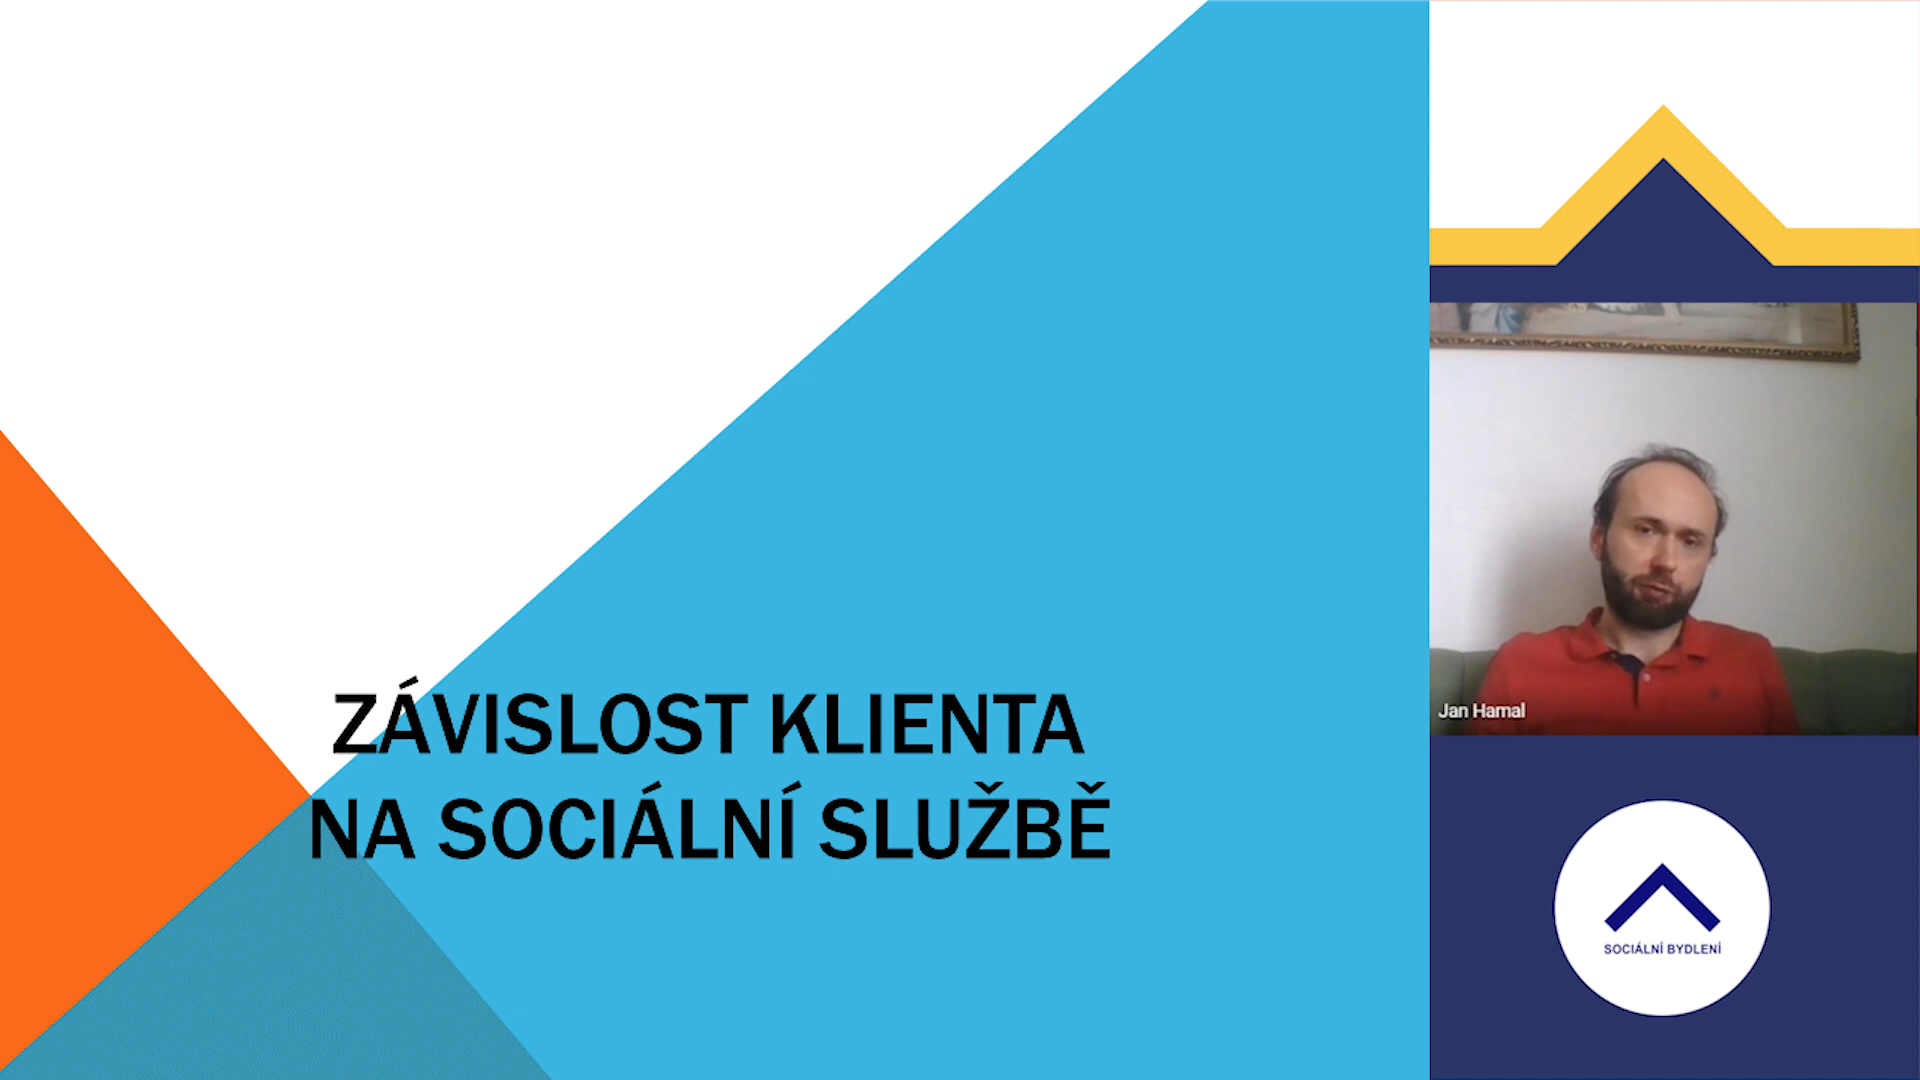 ZÁVISLOST KLIENTA
NA SOCIÁLNÍ SLUŽBĚ
Jan Hamal
SOCIÁLNÍ BYDLENÍ